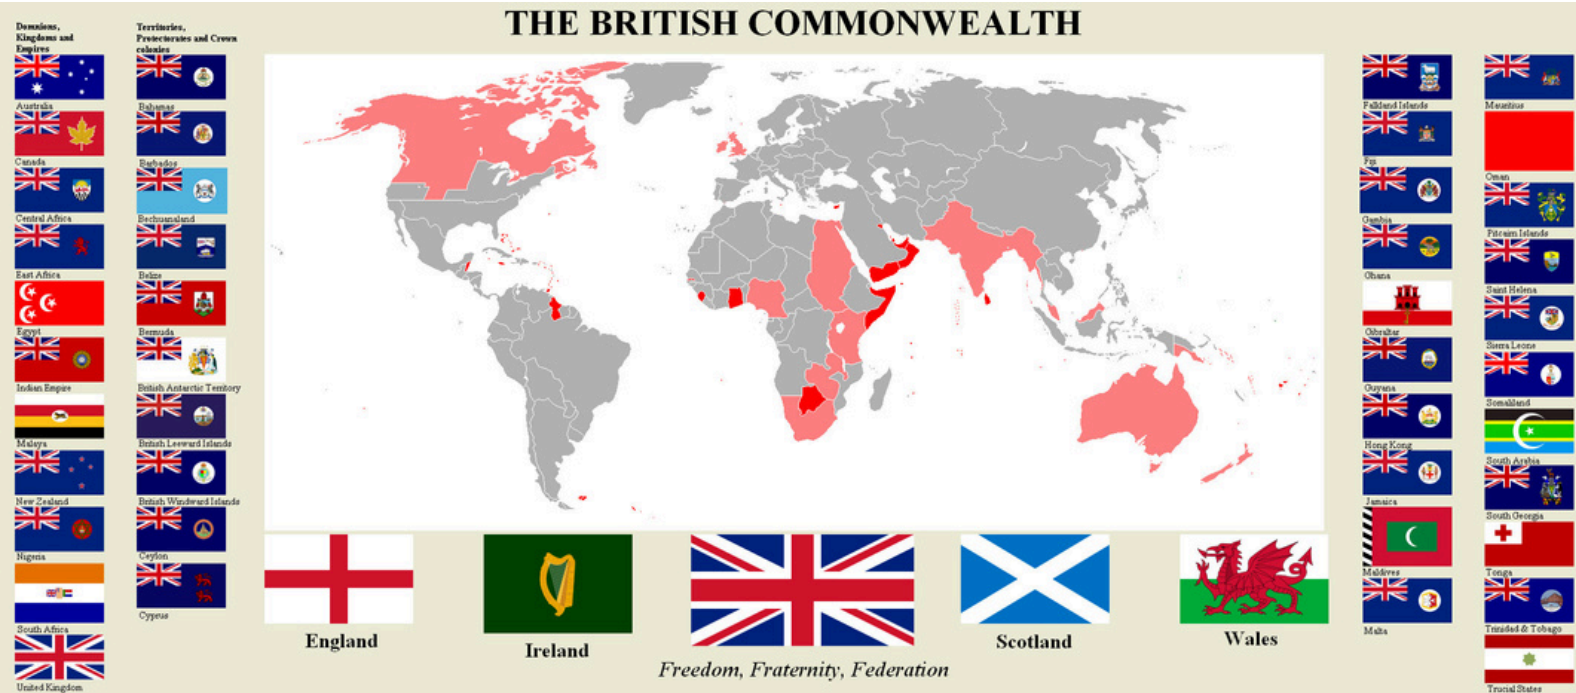 THE BRITISH COMMONWEALTH
Dominions,
Kingdoms and
Empires
Australia
Canada
Central Africa
East Africa
Egypt
Indian Empire
Malaya
New Zealand
Nigeria
South Africa
United Kingdom
Territories,
Protectorates and Crown
colonies
Bahamas
Barbados
Bechuanaland
Belize
Bermuda
British Antarctic Territory
British Leeward Islands
British Windward Islands
Ceylon
Cyprus
England
Ireland
Scotland
Wales
Freedom, Fraternity, Federation
Falkland Islands
Fiji
Gambia
Ghana
Gibraltar
Guyana
Hong Kong
Jamaica
Maldives
Malta
Mauritius
Oman
Pitcairn Islands
Saint Helena
Sierra Leone
Somaliland
South Arabia
South Georgia
Tonga
Trinidad & Tobago
Trucial States